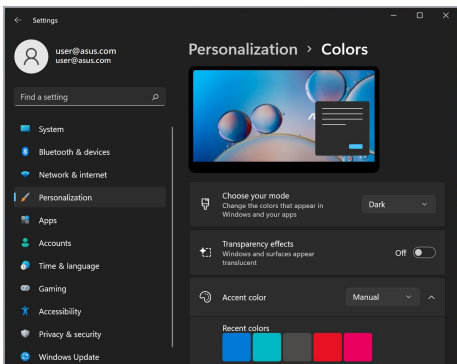 Settings
user@asus.com
user@asus.com
Find a setting
System
Bluetooth & devices
Network & internet
Personalization
Apps
Accounts
Time & language
Gaming
Accessibility
Privacy & security
Windows Update
Personalization > Colors
Choose your mode
Change the colors that appear in
Windows and your apps
Dark
Transparency effects
Windows and surfaces appear
translucent
Off
Accent color
Manual
Recent colors